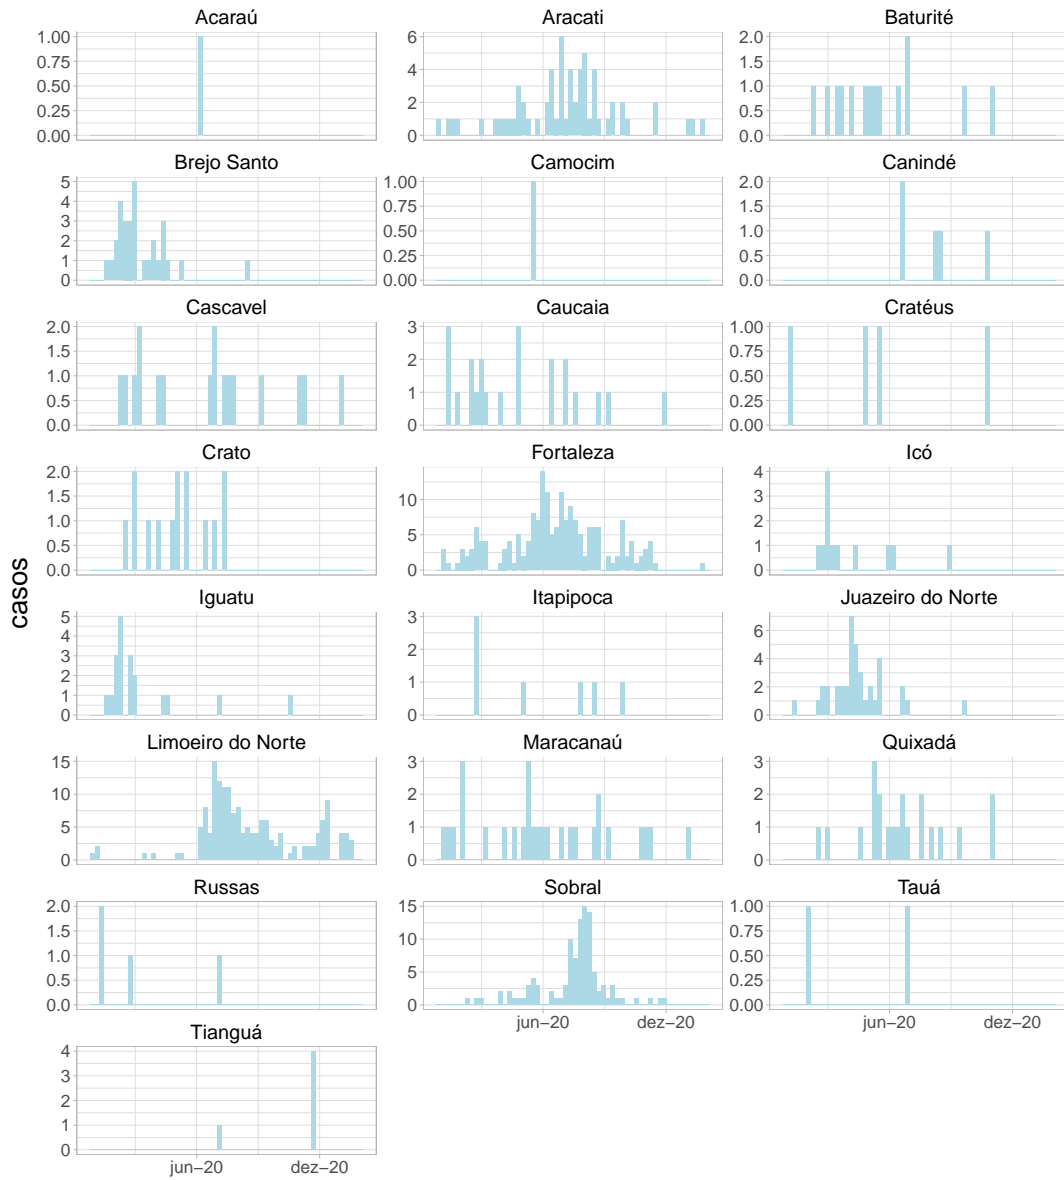 casos
Acaraú Aracati Baturité
1.00 6 2.0
0.75 4 1.5
0.50 1.0
0.25 2 0.5
0.00 0 0.0
Brejo Santo Camocim Canindé
5 1.00 2.0
4 0.75 1.5
3 0.50 1.0
2 0.25 0.5
1 0.00 0.0
0
Cascavel Caucaia Cratéus
2.0 3 1.00
1.5 2 0.75
1.0 0.50
0.5 1 0.25
0.0 0 0.00
Crato Fortaleza Icó
2.0 10 4
1.5 3
1.0 5 2
0.5 1
0.0 0 0
Iguatu Itapipoca Juazeiro do Norte
5 3 6
4 2 4
3 1 2
2 0 0
1
0
Limoeiro do Norte Maracanaú Quixadá
15 3 3
10 2 2
5 1 1
0 0 0
Russas Sobral Tauá
2.0 15 1.00
1.5 10 0.75
1.0 0.50
0.5 5 0.25
0.0 0 0.00
jun–20 dez–20 jun–20 dez–20
Tianguá
4
3
2
1
0
jun–20 dez–20